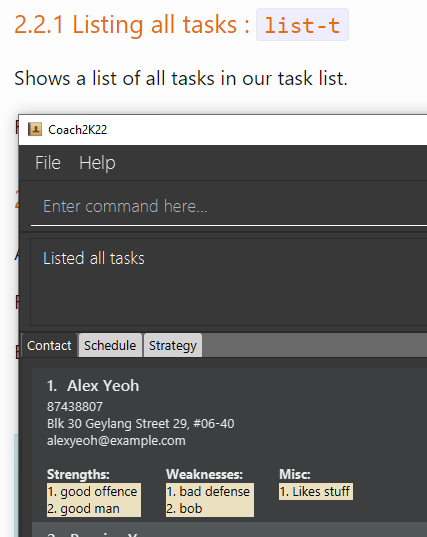 2.2.1 Listing all tasks : list-t
Shows a list of all tasks in our task list.
Coach2K22
File Help
Enter command here...
Listed all tasks
Contact Schedule Strategy
1. Alex Yeoh
87438807
Blk 30 Geylang Street 29, #06-40
alexyeoh@example.com
Strengths: Weaknesses: Misc:
1. good offence 1. bad defense 1. Likes stuff
2. good man 2. bob